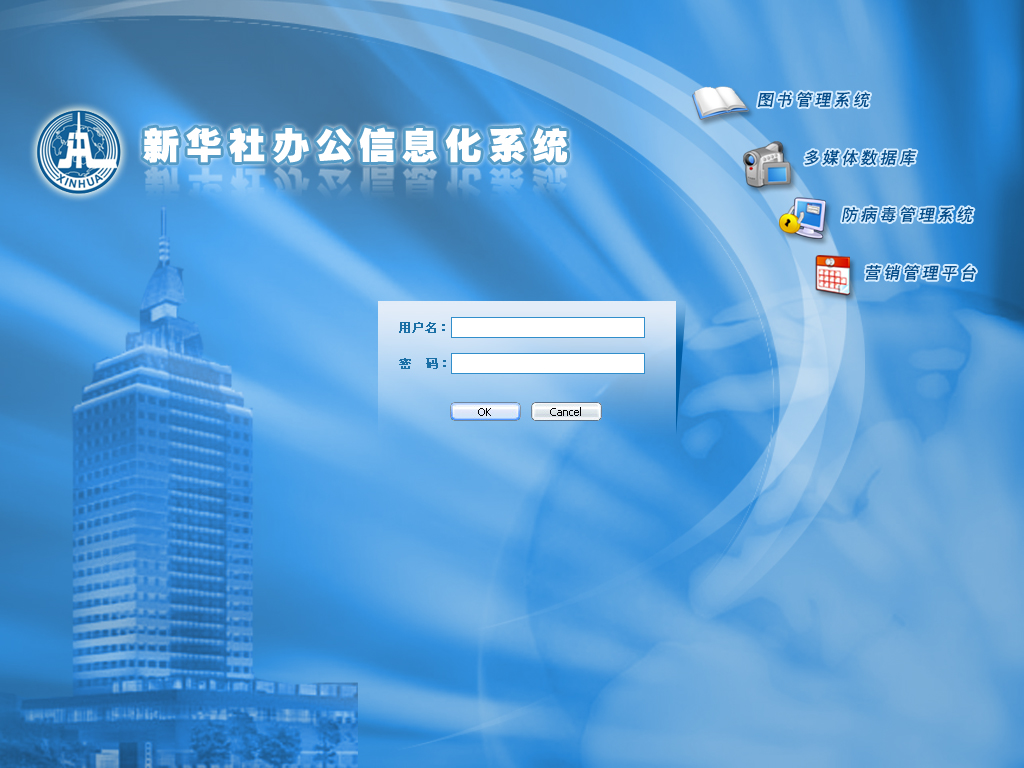 新华社办公信息化系统
XINHUA
图书管理系统
多媒体数据库
防病毒管理系统
营销管理平台
用户名：
密 码：
OK
Cancel